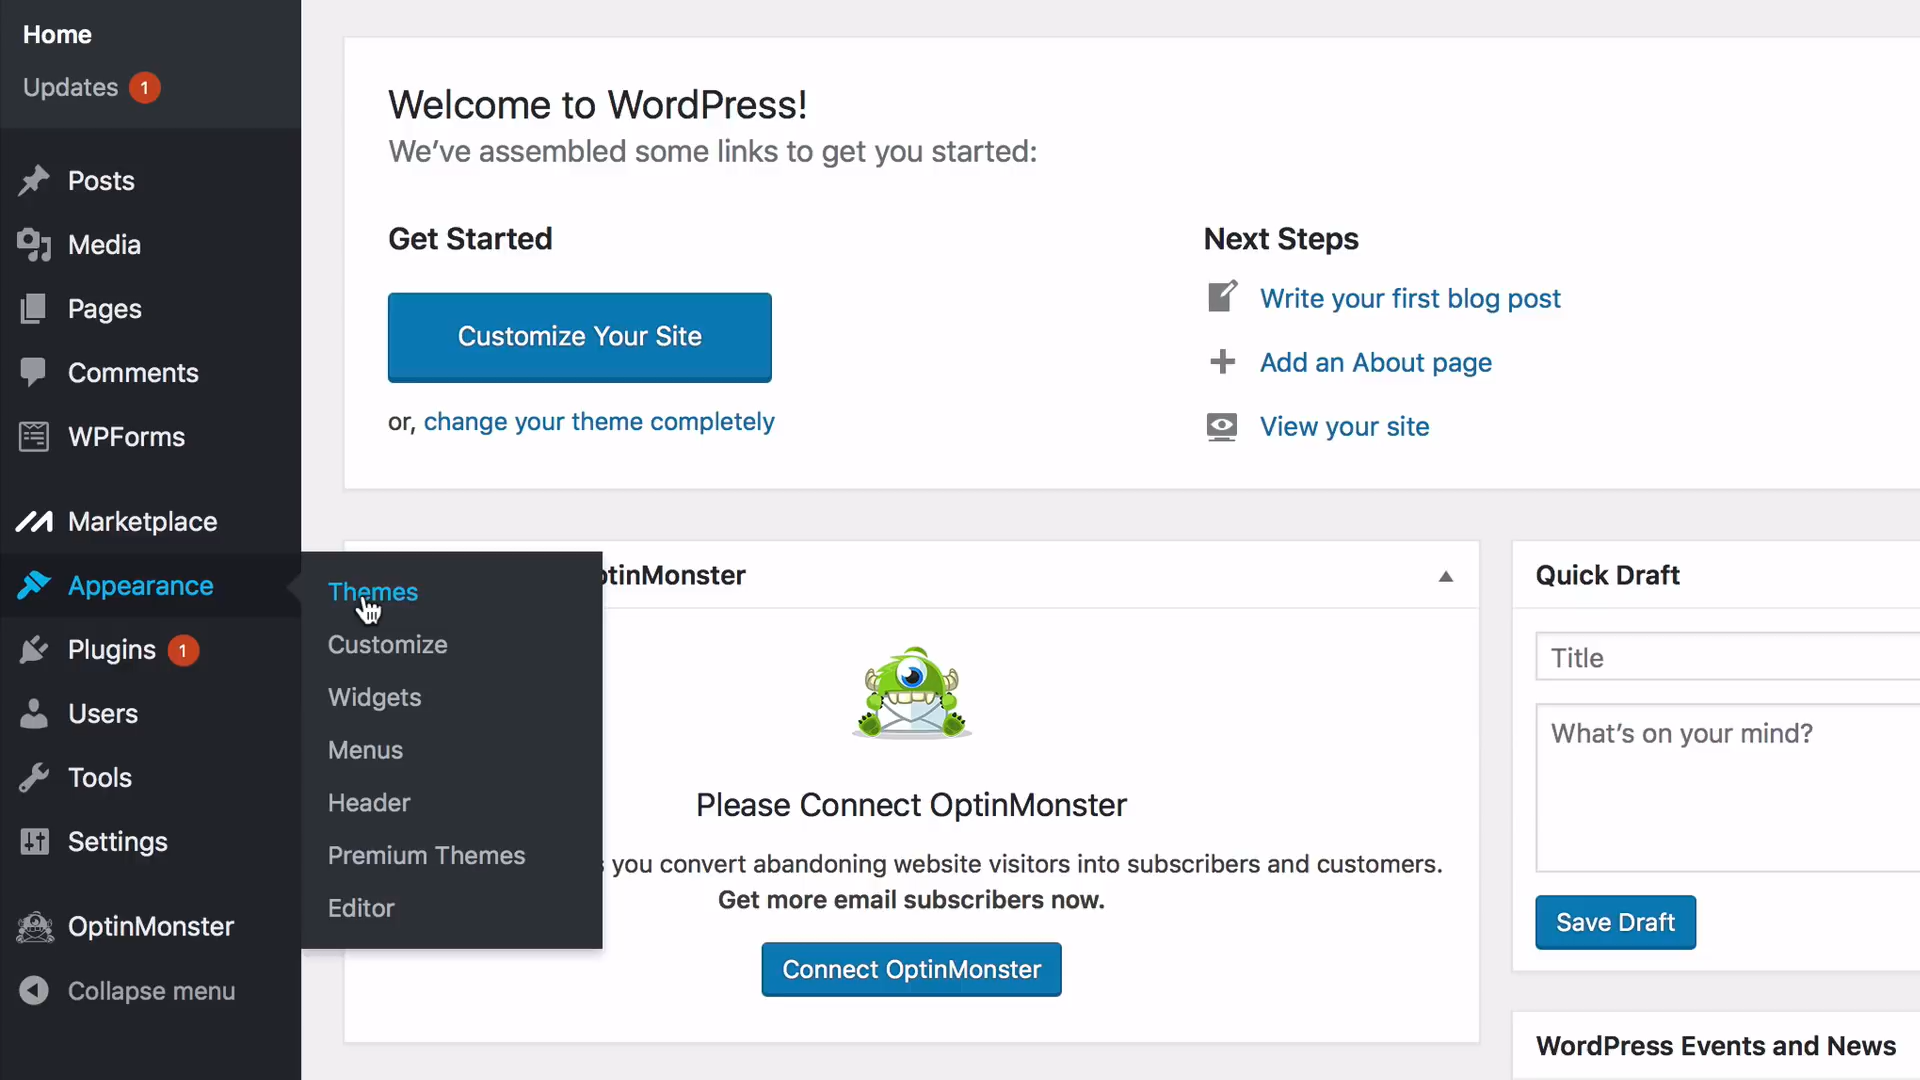 Home
Updates 1
Posts
Media
Pages
Comments
WPForms
Marketplace
Appearance
Plugins 1
Users
Tools
Settings
OptinMonster
Collapse menu
Themes
Customize
Widgets
Menus
Header
Premium Themes
Editor
Welcome to WordPress!
We’ve assembled some links to get you started:
Get Started
Customize Your Site
or, change your theme completely
Next Steps
Write your first blog post
Add an About page
View your site
ptinMonster
Please Connect OptinMonster
you convert abandoning website visitors into subscribers and customers.
Get more email subscribers now.
Connect OptinMonster
Quick Draft
Title
What’s on your mind?
Save Draft
WordPress Events and News